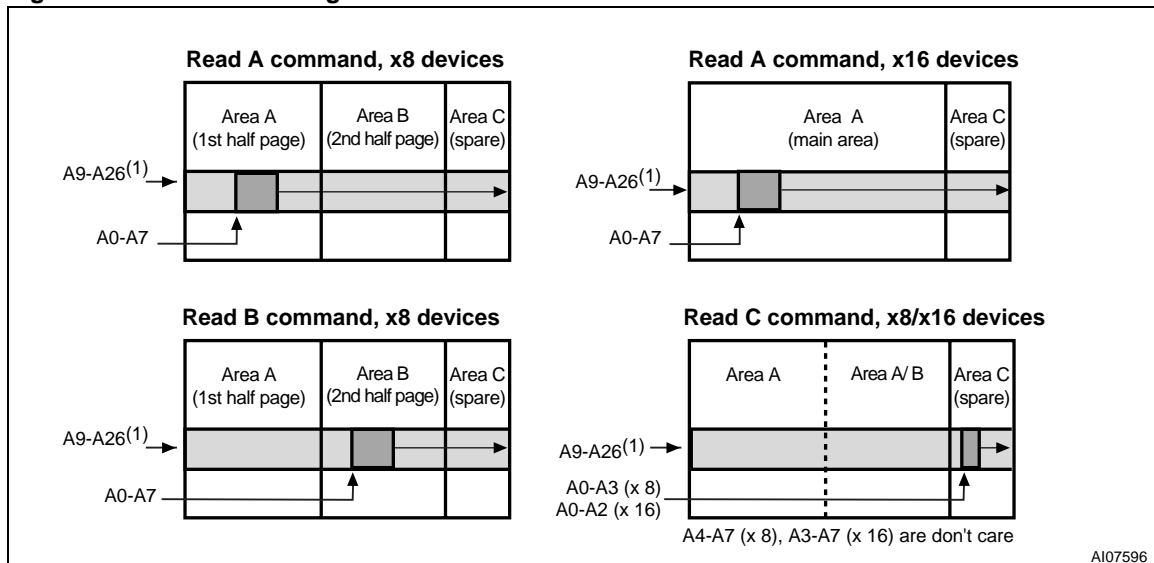 Read A command, x8 devices
Area A
(1st half page)
Area B
(2nd half page)
Area C
(spare)
A9-A26(1)
A0-A7
Read A command, x16 devices
Area A
(main area)
Area C
(spare)
A9-A26(1)
A0-A7
Read B command, x8 devices
Area A
(1st half page)
Area B
(2nd half page)
Area C
(spare)
A9-A26(1)
A0-A7
Read C command, x8/x16 devices
Area A
Area A/ B
Area C
(spare)
A9-A26(1)
A0-A3 (x 8)
A0-A2 (x 16)
A4-A7 (x 8), A3-A7 (x 16) are don't care
AI07596